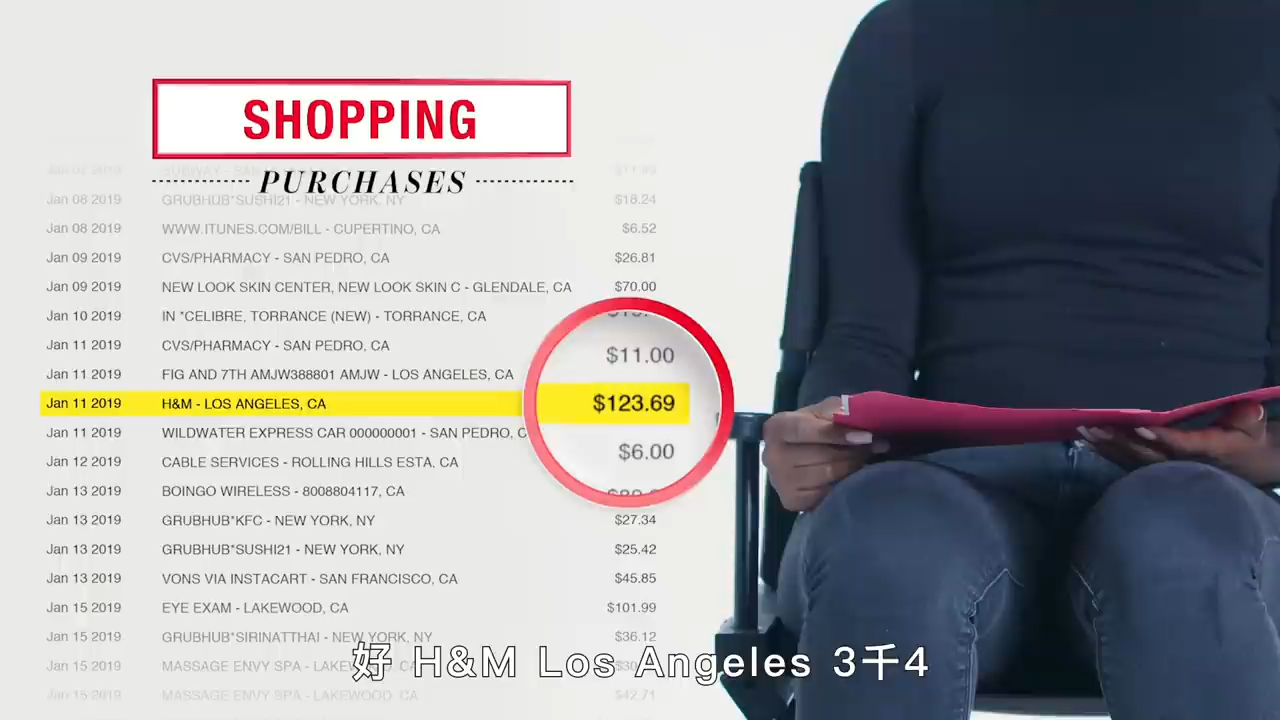 SHOPPING
PURCHASES
Jan 08 2019 GRUBHUB*SUSHI21 - NEW YORK, NY $18.24
Jan 08 2019 WWW.ITUNES.COM/BILL - CUPERTINO, CA $6.52
Jan 09 2019 CVS/PHARMACY - SAN PEDRO, CA $26.81
Jan 09 2019 NEW LOOK SKIN CENTER, NEW LOOK SKIN C - GLENDALE, CA $70.00
Jan 10 2019 IN *CELIBRE, TORRANCE (NEW) - TORRANCE, CA
Jan 11 2019 CVS/PHARMACY - SAN PEDRO, CA $11.00
Jan 11 2019 FIG AND 7TH AMJW388801 AMJW - LOS ANGELES, CA
Jan 11 2019 H&M - LOS ANGELES, CA $123.69
Jan 11 2019 WILDWATER EXPRESS CAR 000000001 - SAN PEDRO, C $6.00
Jan 12 2019 CABLE SERVICES - ROLLING HILLS ESTA, CA
Jan 13 2019 BOINGO WIRELESS - 8008804117, CA
Jan 13 2019 GRUBHUB*KFC - NEW YORK, NY $27.34
Jan 13 2019 GRUBHUB*SUSHI21 - NEW YORK, NY $25.42
Jan 13 2019 VONS VIA INSTACART - SAN FRANCISCO, CA $45.85
Jan 15 2019 EYE EXAM - LAKEWOOD, CA $101.99
Jan 15 2019 GRUBHUB*SIRINATTHAI - NEW YORK, NY $36.12
Jan 15 2019 MASSAGE ENVY SPA -
好 H&M Los Angeles 3千4
Jan 15 2019 MASSAGE ENVY SPA - LAKEWOOD, CA $42.71